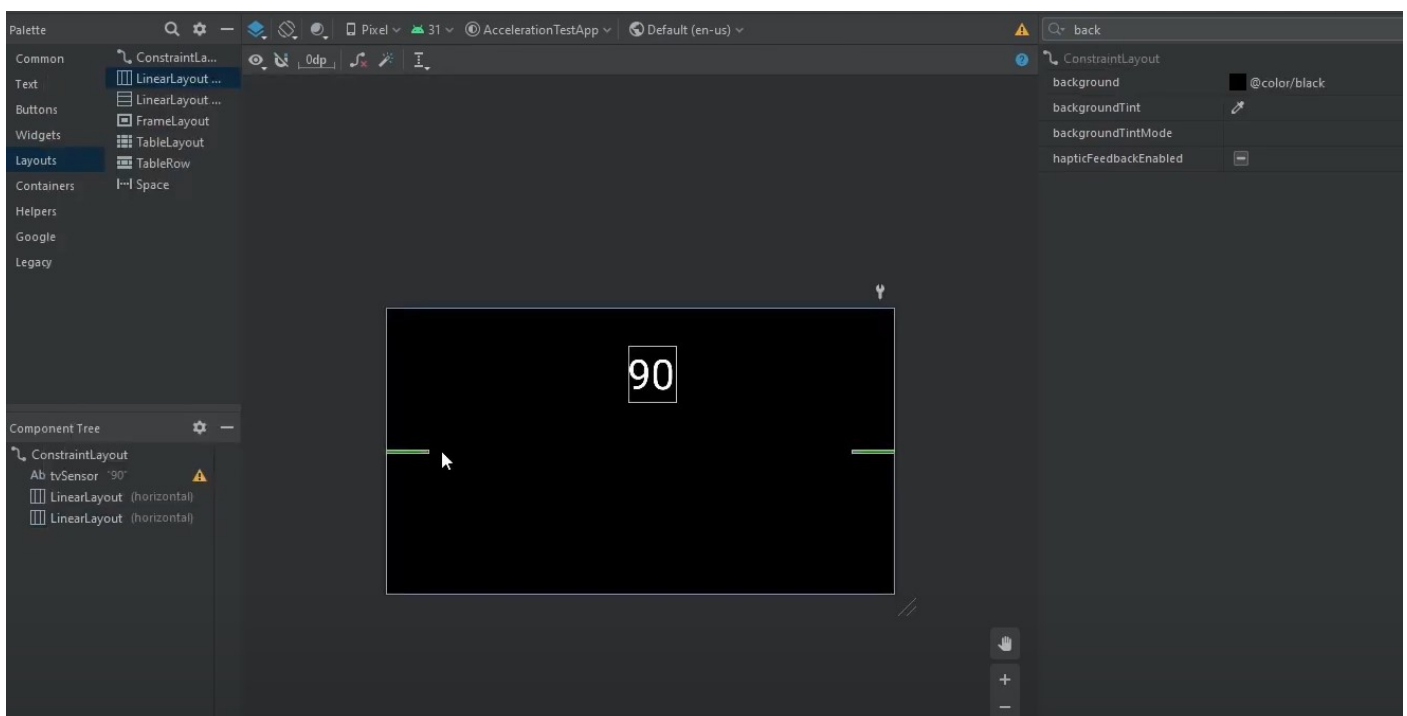 Palette
Pixel
31
AccelerationTestApp
Default (en-us)
back
Common
Text
Buttons
Widgets
Layouts
Containers
Helpers
Google
Legacy
ConstraintLa...
LinearLayout ...
LinearLayout ...
FrameLayout
TableLayout
TableRow
Space
0dp
ConstraintLayout
background
@color/black
backgroundTint
backgroundTintMode
hapticFeedbackEnabled
90
Component Tree
ConstraintLayout
Ab tvSensor "90"
LinearLayout (horizontal)
LinearLayout (horizontal)